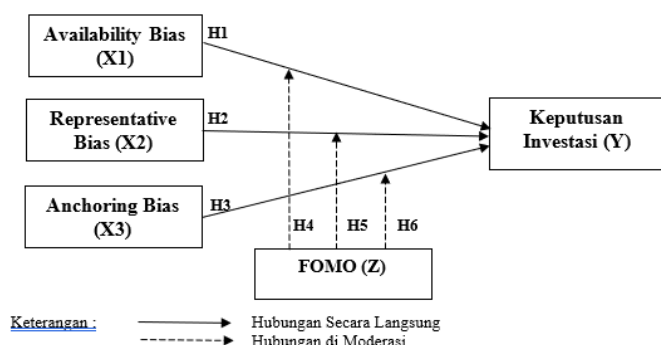 Availability Bias
(X1)
H1
Representative
Bias (X2)
H2
Keputusan
Investasi (Y)
Anchoring Bias
(X3)
H3
H4
H5
H6
FOMO (Z)
Keterangan :
Hubungan Secara Langsung
Hubungan di Moderasi